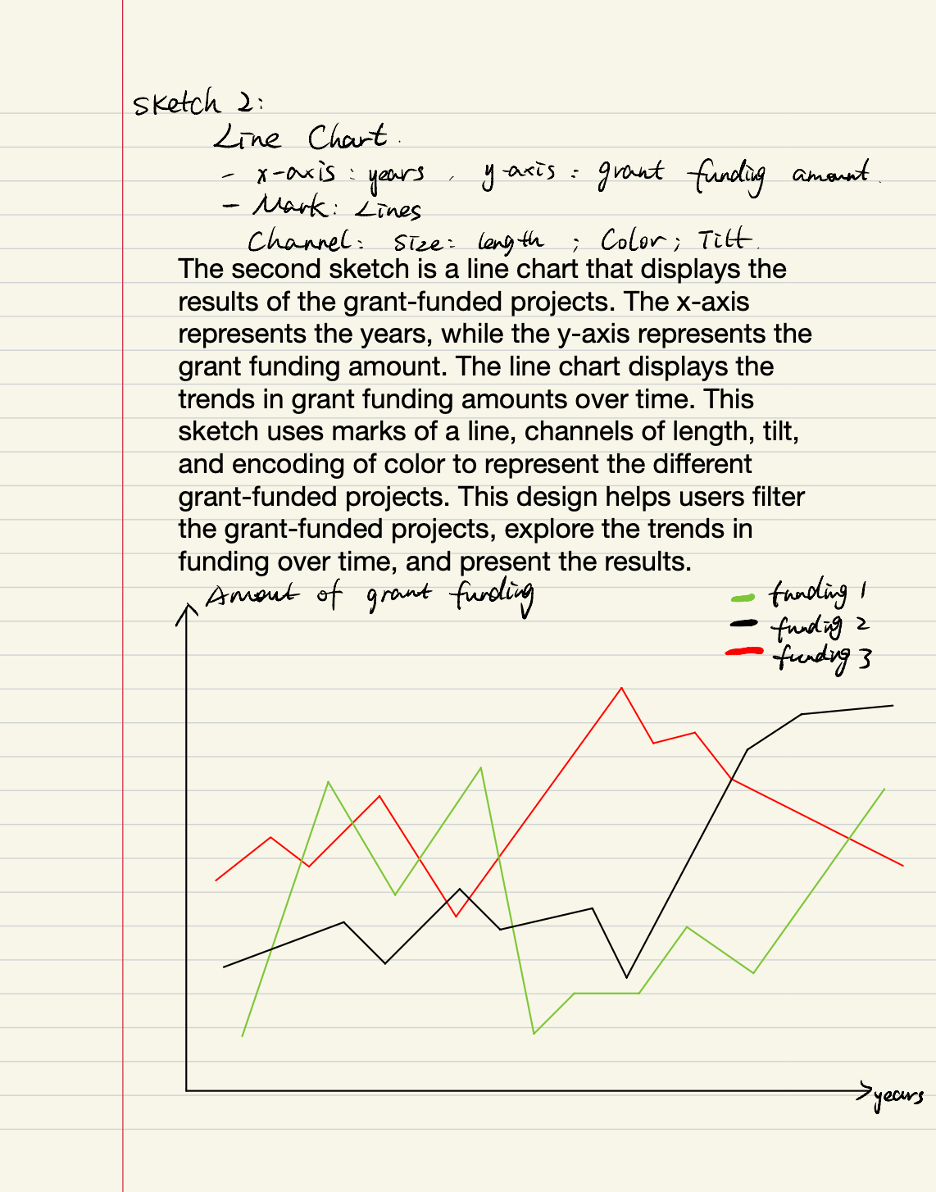 Sketch 2:
Line Chart.
- x-axis: years, y-axis: grant funding amount.
- Mark: Lines
Channel: Size: length ; Color; Tilt.
The second sketch is a line chart that displays the
results of the grant-funded projects. The x-axis
represents the years, while the y-axis represents the
grant funding amount. The line chart displays the
trends in grant funding amounts over time. This
sketch uses marks of a line, channels of length, tilt,
and encoding of color to represent the different
grant-funded projects. This design helps users filter
the grant-funded projects, explore the trends in
funding over time, and present the results.
Amount of grant funding
funding 1
funding 2
funding 3
years